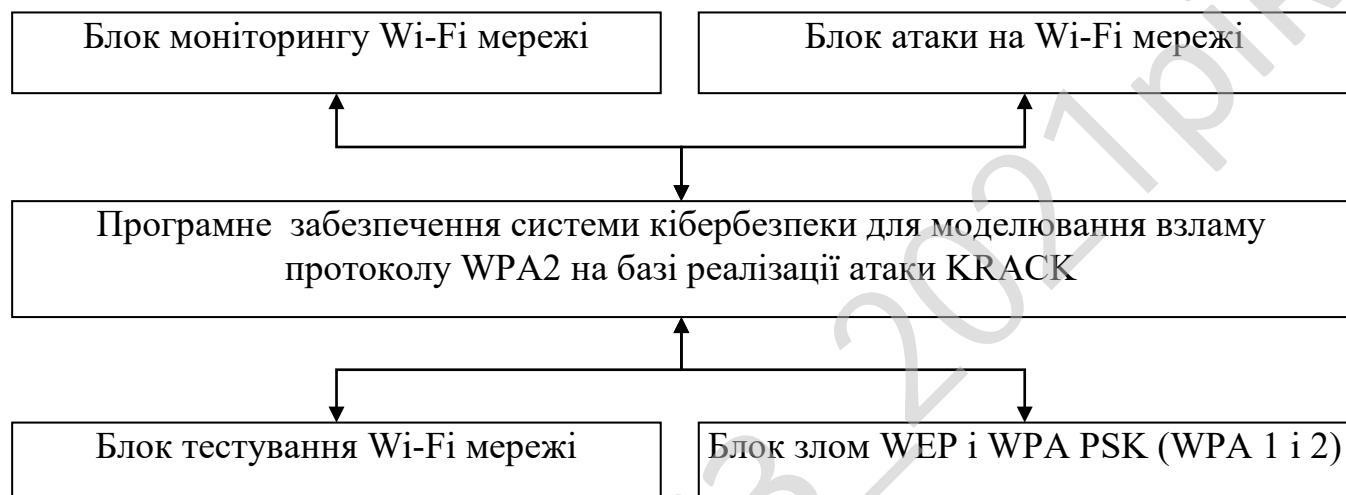 Блок моніторингу Wi-Fi мережі
Блок атаки на Wi-Fi мережі
Програмне забезпечення системи кібербезпеки для моделювання взламу
протоколу WPA2 на базі реалізації атаки KRACK
Блок тестування Wi-Fi мережі
Блок злом WEP і WPA PSK (WPA 1 і 2)